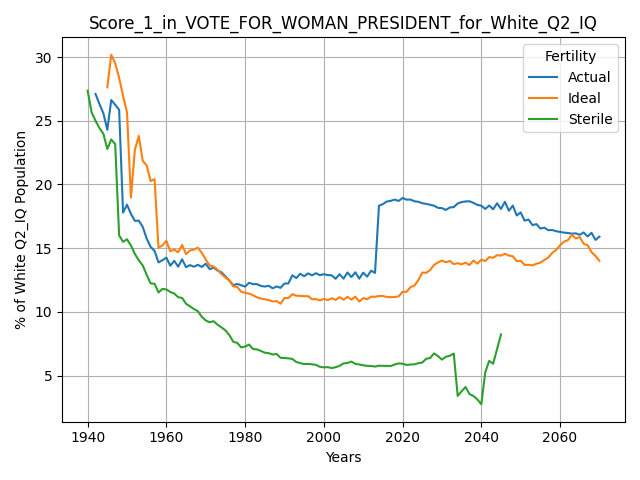 Score_1_in_VOTE_FOR_WOMAN_PRESIDENT_for_White_Q2_IQ
Fertility
Actual
Ideal
Sterile
% of White Q2_IQ Population
30
25
20
15
10
5
1940 1960 1980 2000 2020 2040 2060
Years